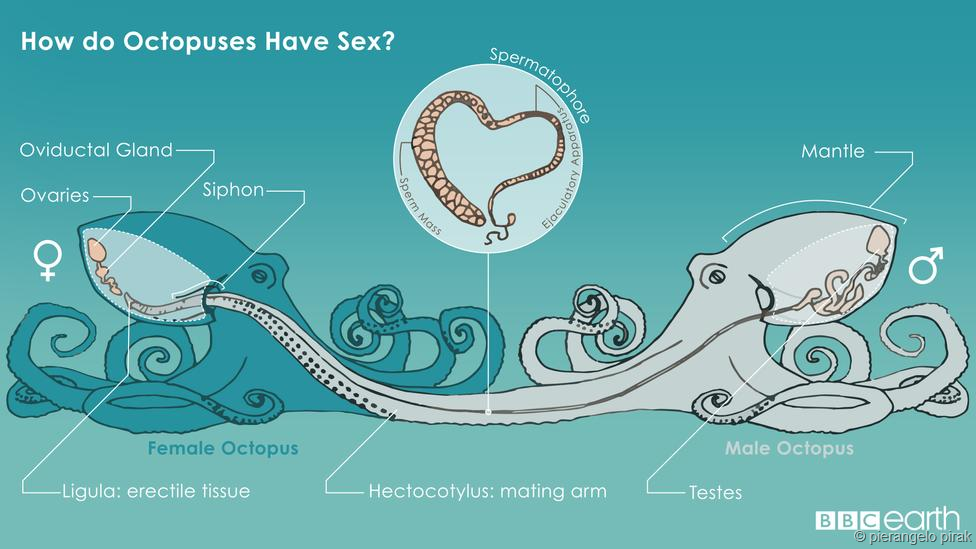 How do Octopuses Have Sex?
Spermatophore
Oviductal Gland
Mantle
Ovaries
Siphon
Sperm Mass
Ejaculatory Apparatus
Female Octopus
Male Octopus
Ligula: erectile tissue
Hectocotylus: mating arm
Testes
BBC earth
© pierangelo pirak